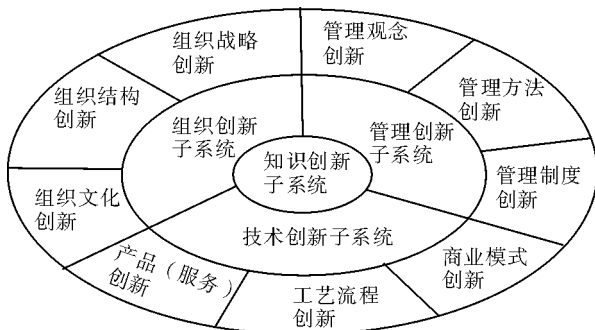 组织战略
创新
管理观念
创新
组织结构
创新
管理方法
创新
组织创新
子系统
管理创新
子系统
知识创新
子系统
组织文化
创新
管理制度
创新
技术创新子系统
产品（服务）
创新
工艺流程
创新
商业模式
创新